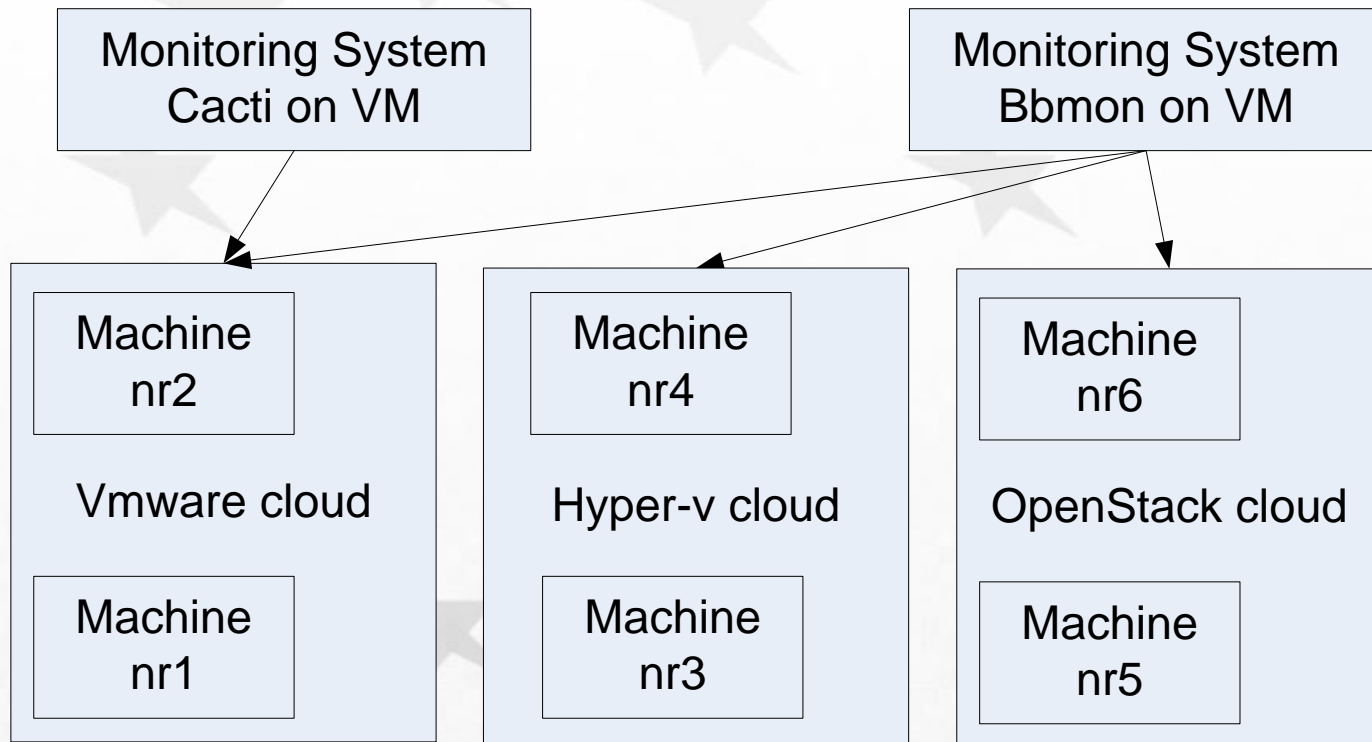 Monitoring System
Cacti on VM
Monitoring System
Bbmon on VM
Machine
nr2
Vmware cloud
Machine
nr1
Machine
nr4
Hyper-v cloud
Machine
nr3
Machine
nr6
OpenStack cloud
Machine
nr5